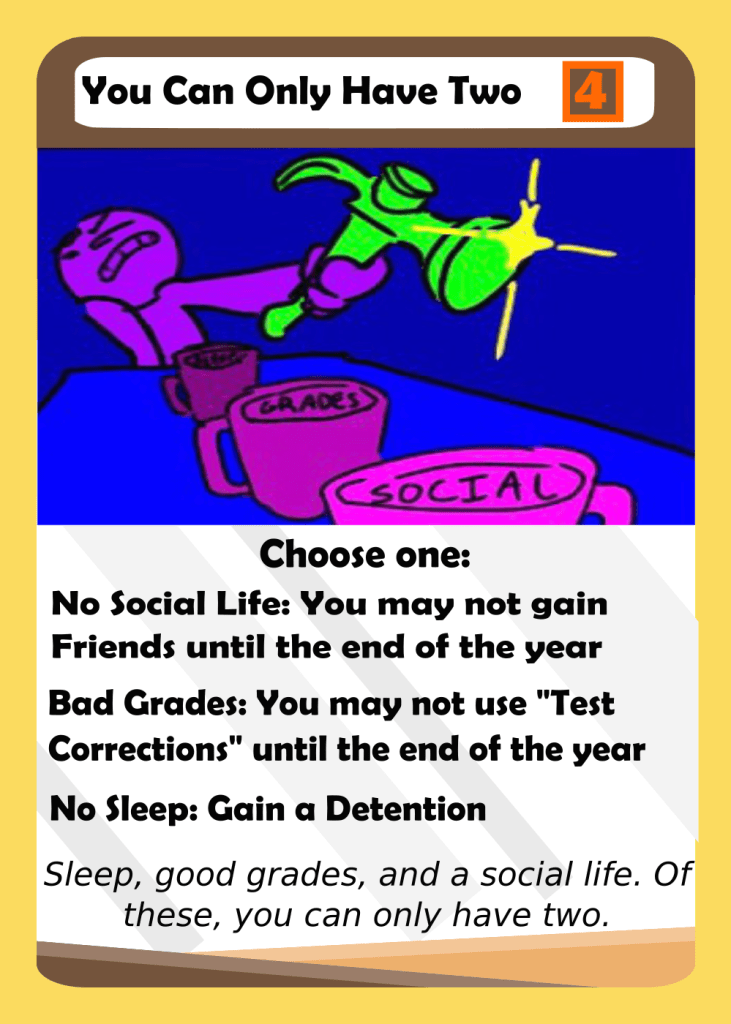 You Can Only Have Two 4
GRADES
SOCIAL
Choose one:
No Social Life: You may not gain
Friends until the end of the year
Bad Grades: You may not use "Test
Corrections" until the end of the year
No Sleep: Gain a Detention
Sleep, good grades, and a social life. Of
these, you can only have two.